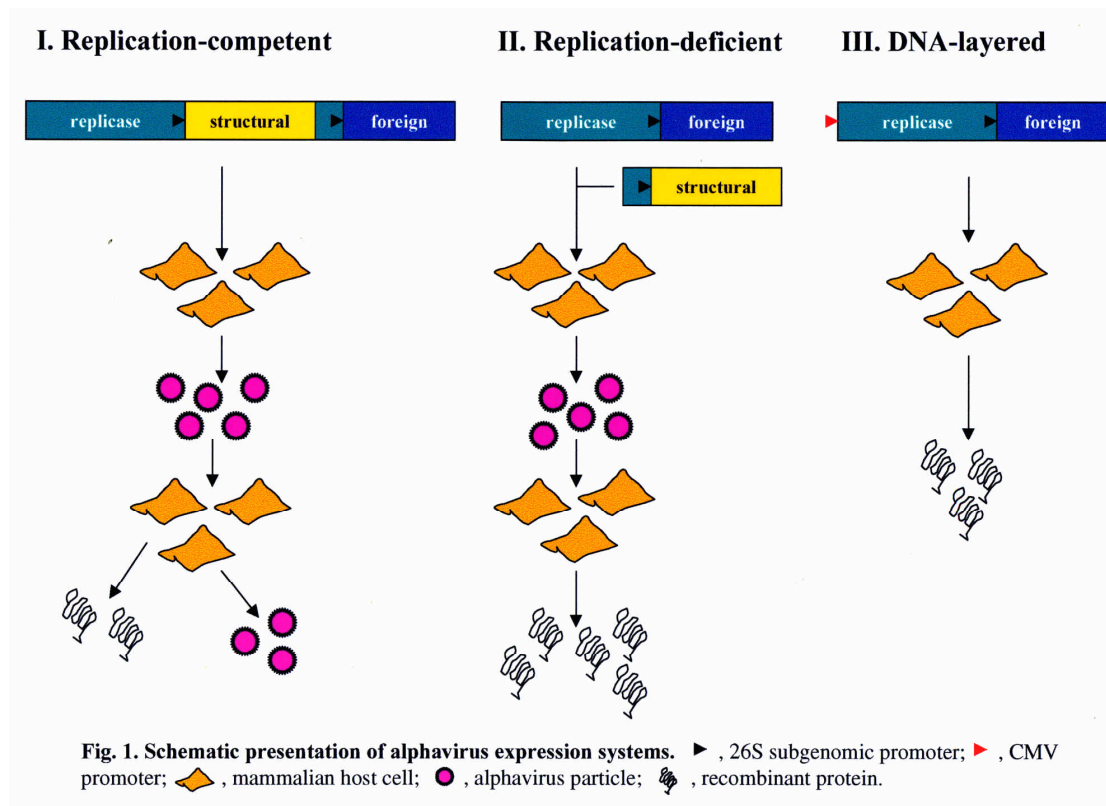 I. Replication-competent
II. Replication-deficient
III. DNA-layered
replicase
structural
foreign
replicase
foreign
replicase
foreign
structural
Fig. 1. Schematic presentation of alphavirus expression systems. , 26S subgenomic promoter; , CMV
promoter; , mammalian host cell; , alphavirus particle; , recombinant protein.